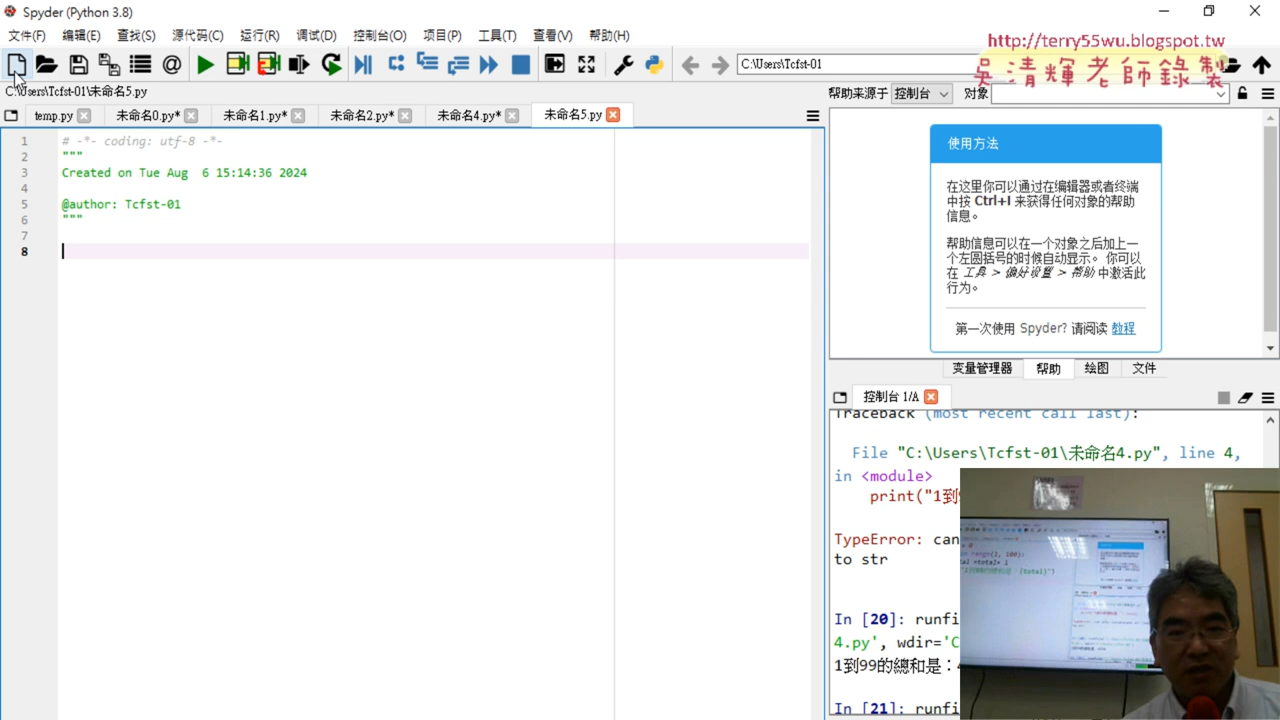 Spyder (Python 3.8)
文件(F) 编辑(E) 查找(S) 源代码(C) 运行(R) 调试(D) 控制台(O) 项目(P) 工具(T) 查看(V) 帮助(H)
http://terry55wu.blogspot.tw
吳清輝老師錄製
C:\Users\Tcfst-01
C:\Users\Tcfst-01\未命名5.py
帮助来源于 控制台 对象
temp.py 未命名0.py* 未命名1.py* 未命名2.py* 未命名4.py* 未命名5.py
1 # -*- coding: utf-8 -*-
2 """
3 Created on Tue Aug  6 15:14:36 2024
4
5 @author: Tcfst-01
6 """
7
8
使用方法
在这里你可以通过在编辑器或者终端
中按 Ctrl+I 来获得任何对象的帮助
信息。
帮助信息可以在一个对象之后加上一
个左圆括号的时候自动显示。 你可以
在 工具 > 偏好设置 > 帮助 中激活此
行为。
第一次使用 Spyder? 请阅读 教程
变量管理器 帮助 绘图 文件
控制台 1/A
Traceback (most recent call last):
File "C:\Users\Tcfst-01\未命名4.py", line 4,
in <module>
print("1到
TypeError: can
to str
In [20]: runfi
4.py', wdir='C
1到99的總和是：
In [21]: runfi